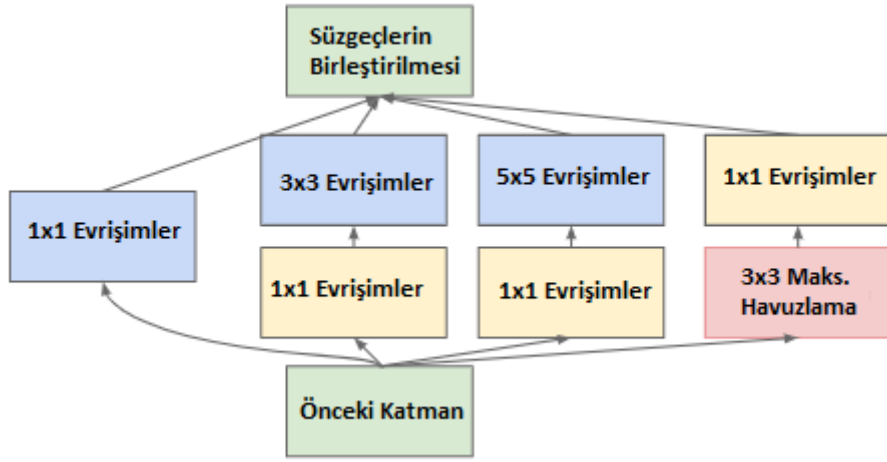 Süzgeçlerin
Birleştirilmesi
3x3 Evrişimler
5x5 Evrişimler
1x1 Evrişimler
1x1 Evrişimler
1x1 Evrişimler
1x1 Evrişimler
3x3 Maks.
Havuzlama
Önceki Katman